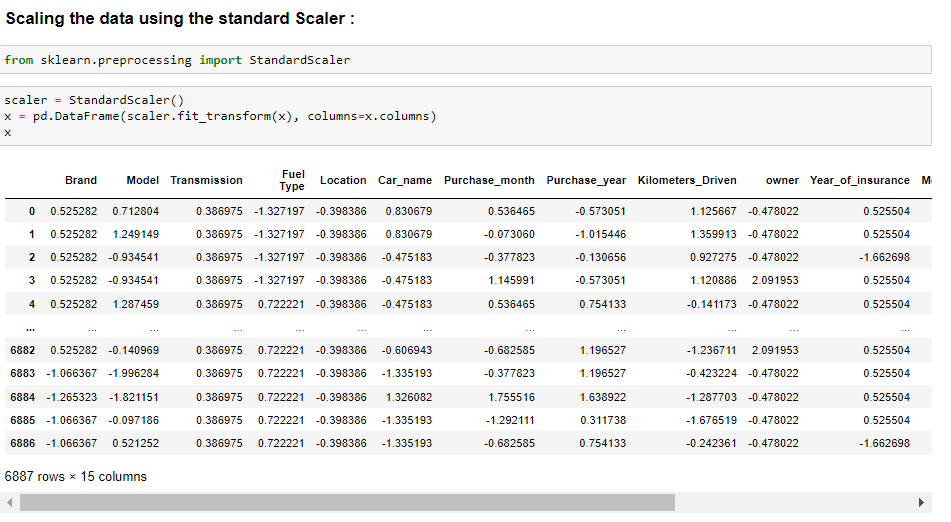 Scaling the data using the standard Scaler :
from sklearn.preprocessing import StandardScaler
scaler = StandardScaler()
x = pd.DataFrame(scaler.fit_transform(x), columns=x.columns)
x
Brand Model Transmission Fuel Type Location Car_name Purchase_month Purchase_year Kilometers_Driven owner Year_of_insurance M
0 0.525282 0.712804 0.386975 -1.327197 -0.398386 0.830679 0.536465 -0.573051 1.125667 -0.478022 0.525504
1 0.525282 1.249149 0.386975 -1.327197 -0.398386 0.830679 -0.073060 -1.015446 1.359913 -0.478022 0.525504
2 0.525282 -0.934541 0.386975 -1.327197 -0.398386 -0.475183 -0.377823 -0.130656 0.927275 -0.478022 -1.662698
3 0.525282 -0.934541 0.386975 -1.327197 -0.398386 -0.475183 1.145991 -0.573051 1.120886 2.091953 0.525504
4 0.525282 1.287459 0.386975 0.722221 -0.398386 -0.475183 0.536465 0.754133 -0.141173 -0.478022 0.525504
... ... ... ... ... ... ... ... ... ... ... ...
6882 0.525282 -0.140969 0.386975 0.722221 -0.398386 -0.606943 -0.682585 1.196527 -1.236711 2.091953 0.525504
6883 -1.066367 -1.996284 0.386975 0.722221 -0.398386 -1.335193 -0.377823 1.196527 -0.423224 -0.478022 0.525504
6884 -1.265323 -1.821151 0.386975 0.722221 -0.398386 1.326082 1.755516 1.638922 -1.287703 -0.478022 0.525504
6885 -1.066367 -0.097186 0.386975 0.722221 -0.398386 -1.335193 -1.292111 0.311738 -1.676519 -0.478022 0.525504
6886 -1.066367 0.521252 0.386975 0.722221 -0.398386 -1.335193 -0.682585 0.754133 -0.242361 -0.478022 -1.662698
6887 rows × 15 columns